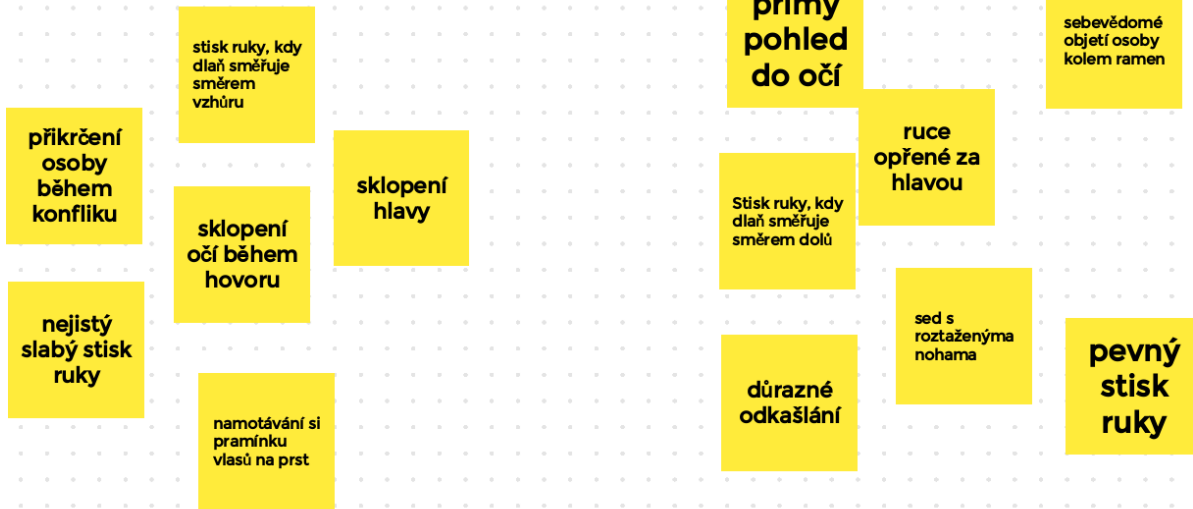 stisk ruky, kdy
dlaň směřuje
směrem
vzhůru
přikrčení
osoby
během
konfliku
sklopení
hlavy
sklopení
očí během
hovoru
nejistý
slabý stisk
ruky
namotávání si
pramínku
vlasů na prst
přímý
pohled
do očí
sebevědomé
objetí osoby
kolem ramen
ruce
opřené za
hlavou
Stisk ruky, kdy
dlaň směřuje
směrem dolů
sed s
roztaženýma
nohama
důrazné
odkašlání
pevný
stisk
ruky